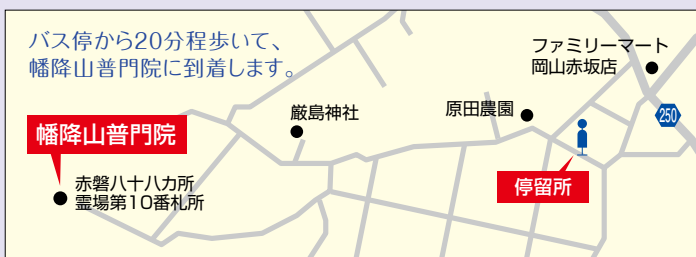 バス停から20分程歩いて、
幡降山普門院に到着します。
ファミリーマート
岡山赤坂店
厳島神社
原田農園
250
幡降山普門院
停留所
赤磐八十八カ所
霊場第10番札所